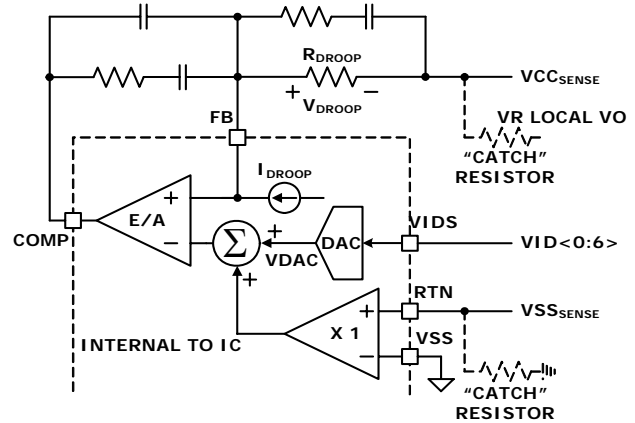 RDROOP
+ VDROOP −
VCCSENSE
FB
VR LOCAL VO
"CATCH"
RESISTOR
IDROOP
E/A
+
−
COMP
Σ
+
+
VDAC
DAC
VIDS
VID<0:6>
RTN
VSSSENSE
X 1
+
−
VSS
INTERNAL TO IC
"CATCH"
RESISTOR